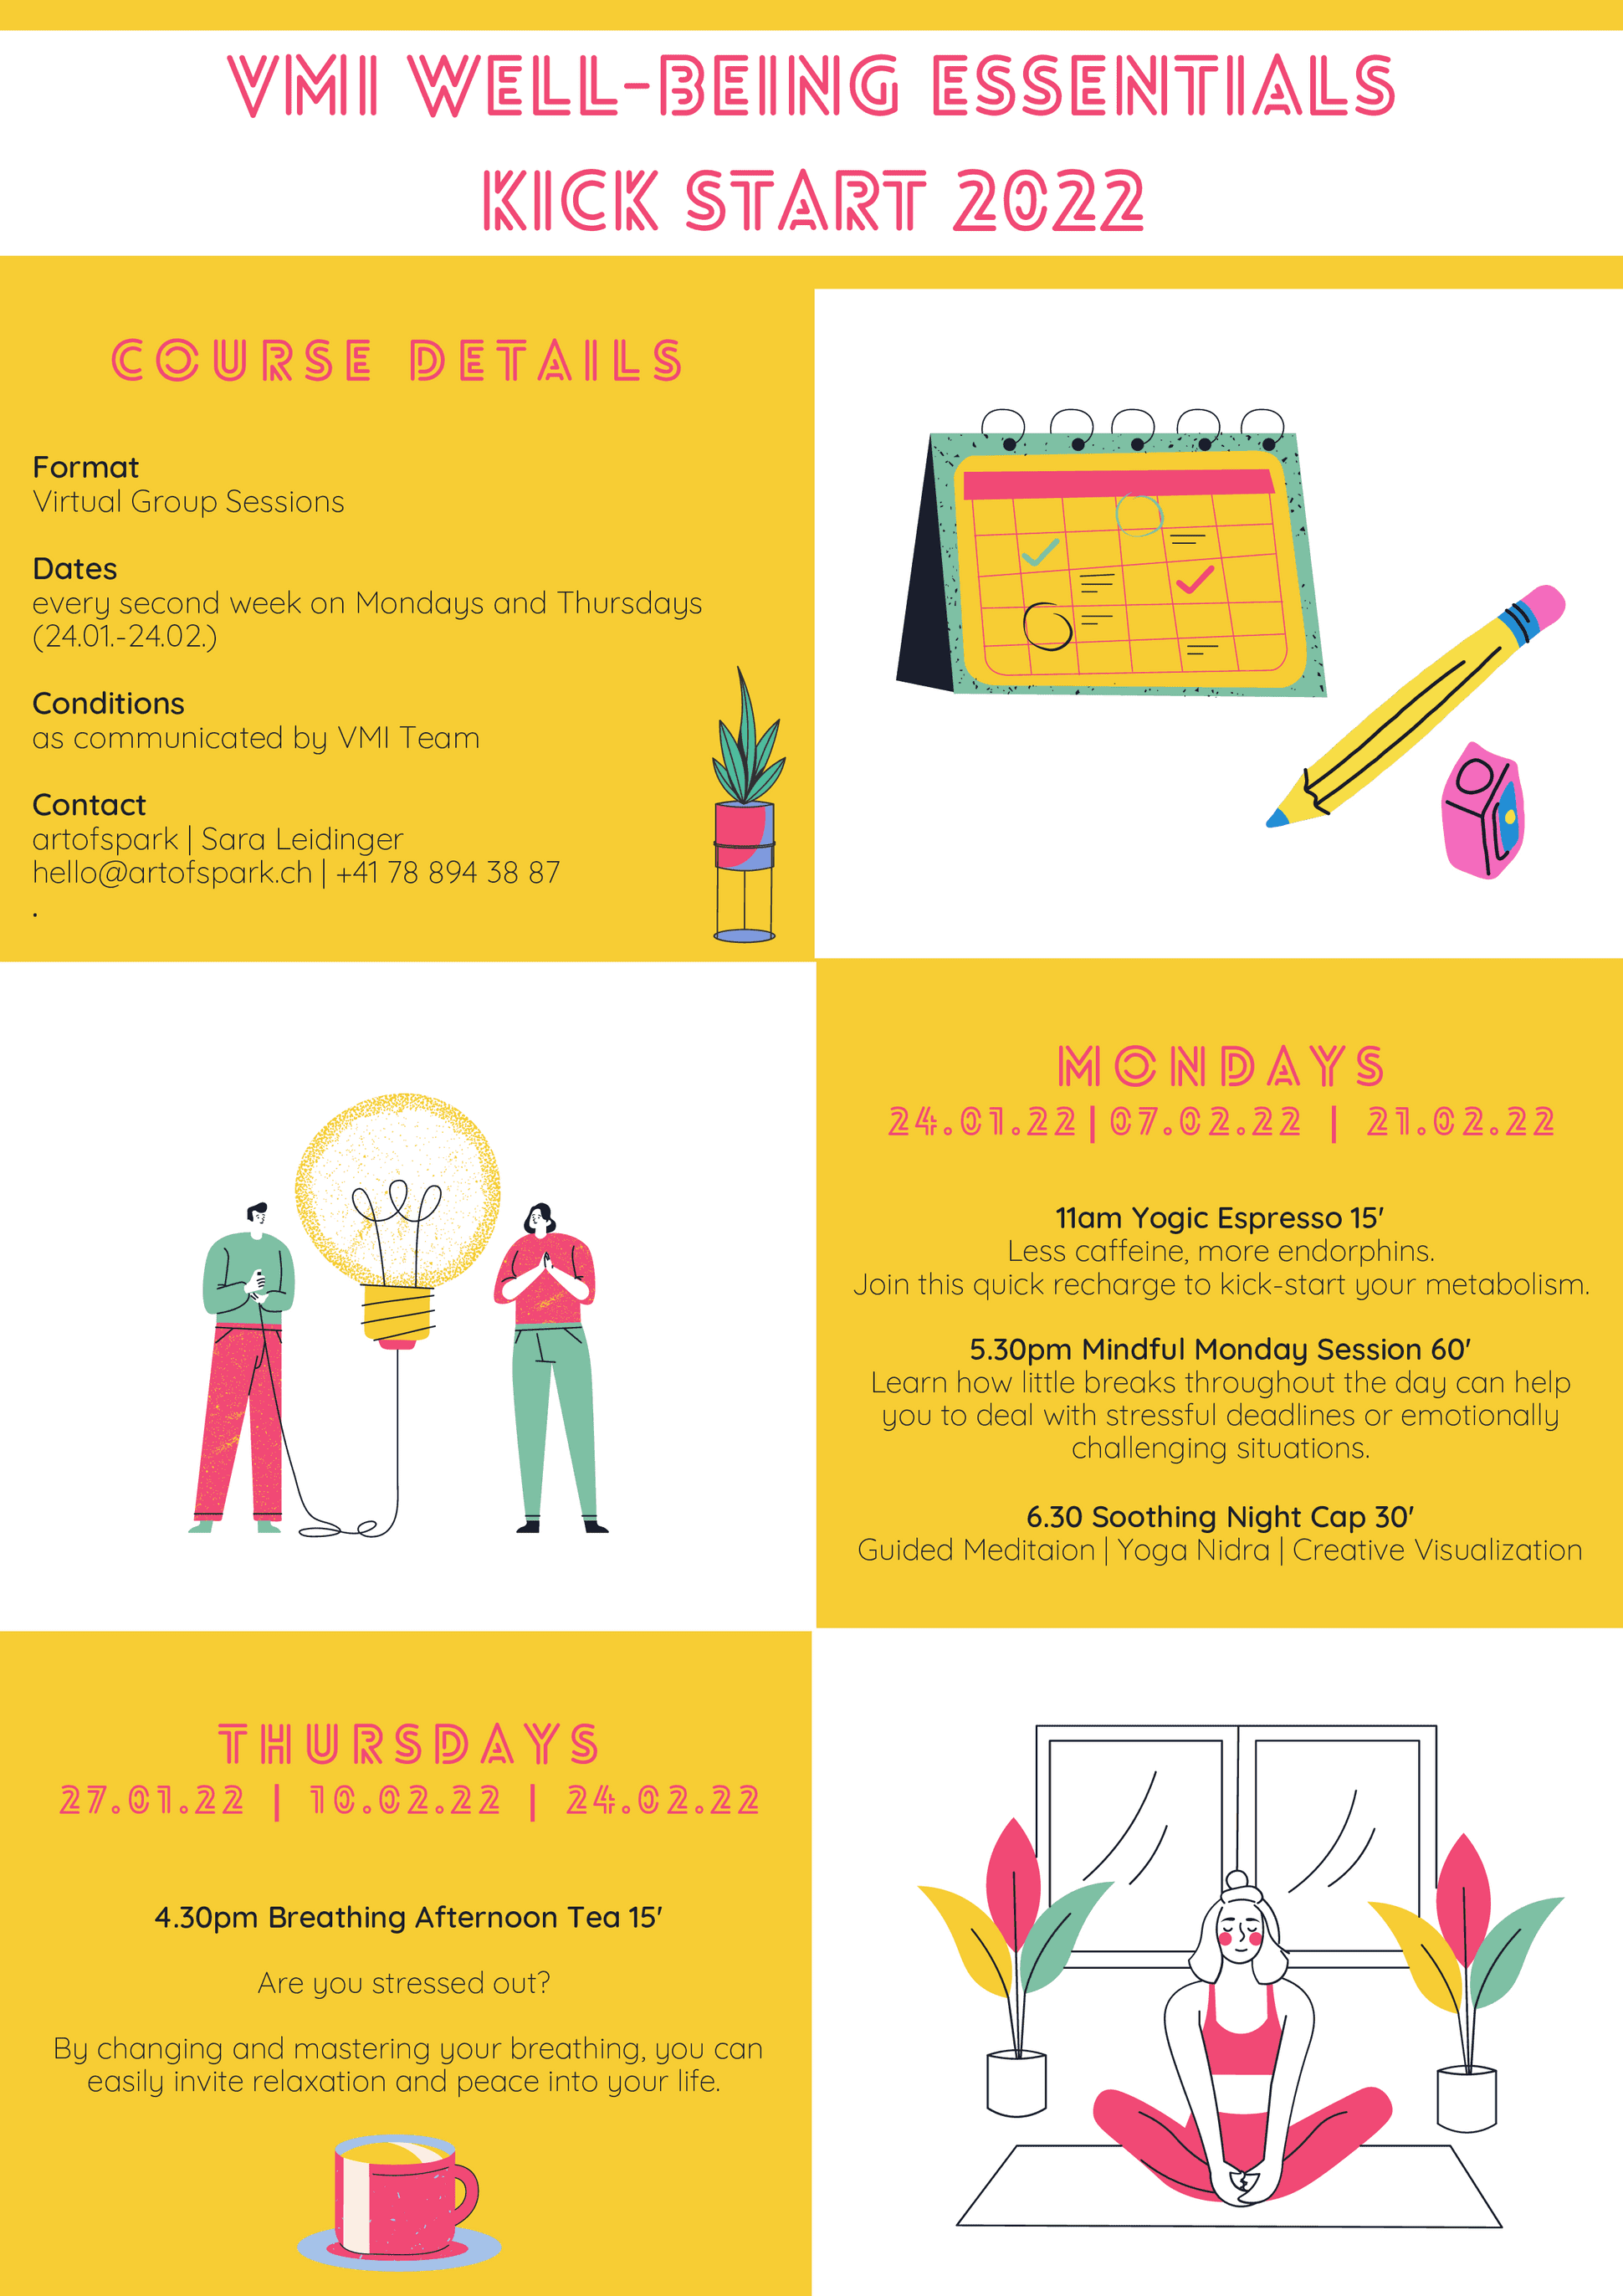 VMI WELL-BEING ESSENTIALS
KICK START 2022
COURSE DETAILS
Format
Virtual Group Sessions
Dates
every second week on Mondays and Thursdays
(24.01.-24.02.)
Conditions
as communicated by VMI Team
Contact
artofspark | Sara Leidinger
hello@artofspark.ch | +41 78 894 38 87
.
MONDAYS
24.01.22|07.02.22 | 21.02.22
11am Yogic Espresso 15'
Less caffeine, more endorphins.
Join this quick recharge to kick-start your metabolism.
5.30pm Mindful Monday Session 60'
Learn how little breaks throughout the day can help
you to deal with stressful deadlines or emotionally
challenging situations.
6.30 Soothing Night Cap 30'
Guided Meditaion | Yoga Nidra | Creative Visualization
THURSDAYS
27.01.22 | 10.02.22 | 24.02.22
4.30pm Breathing Afternoon Tea 15'
Are you stressed out?
By changing and mastering your breathing, you can
easily invite relaxation and peace into your life.